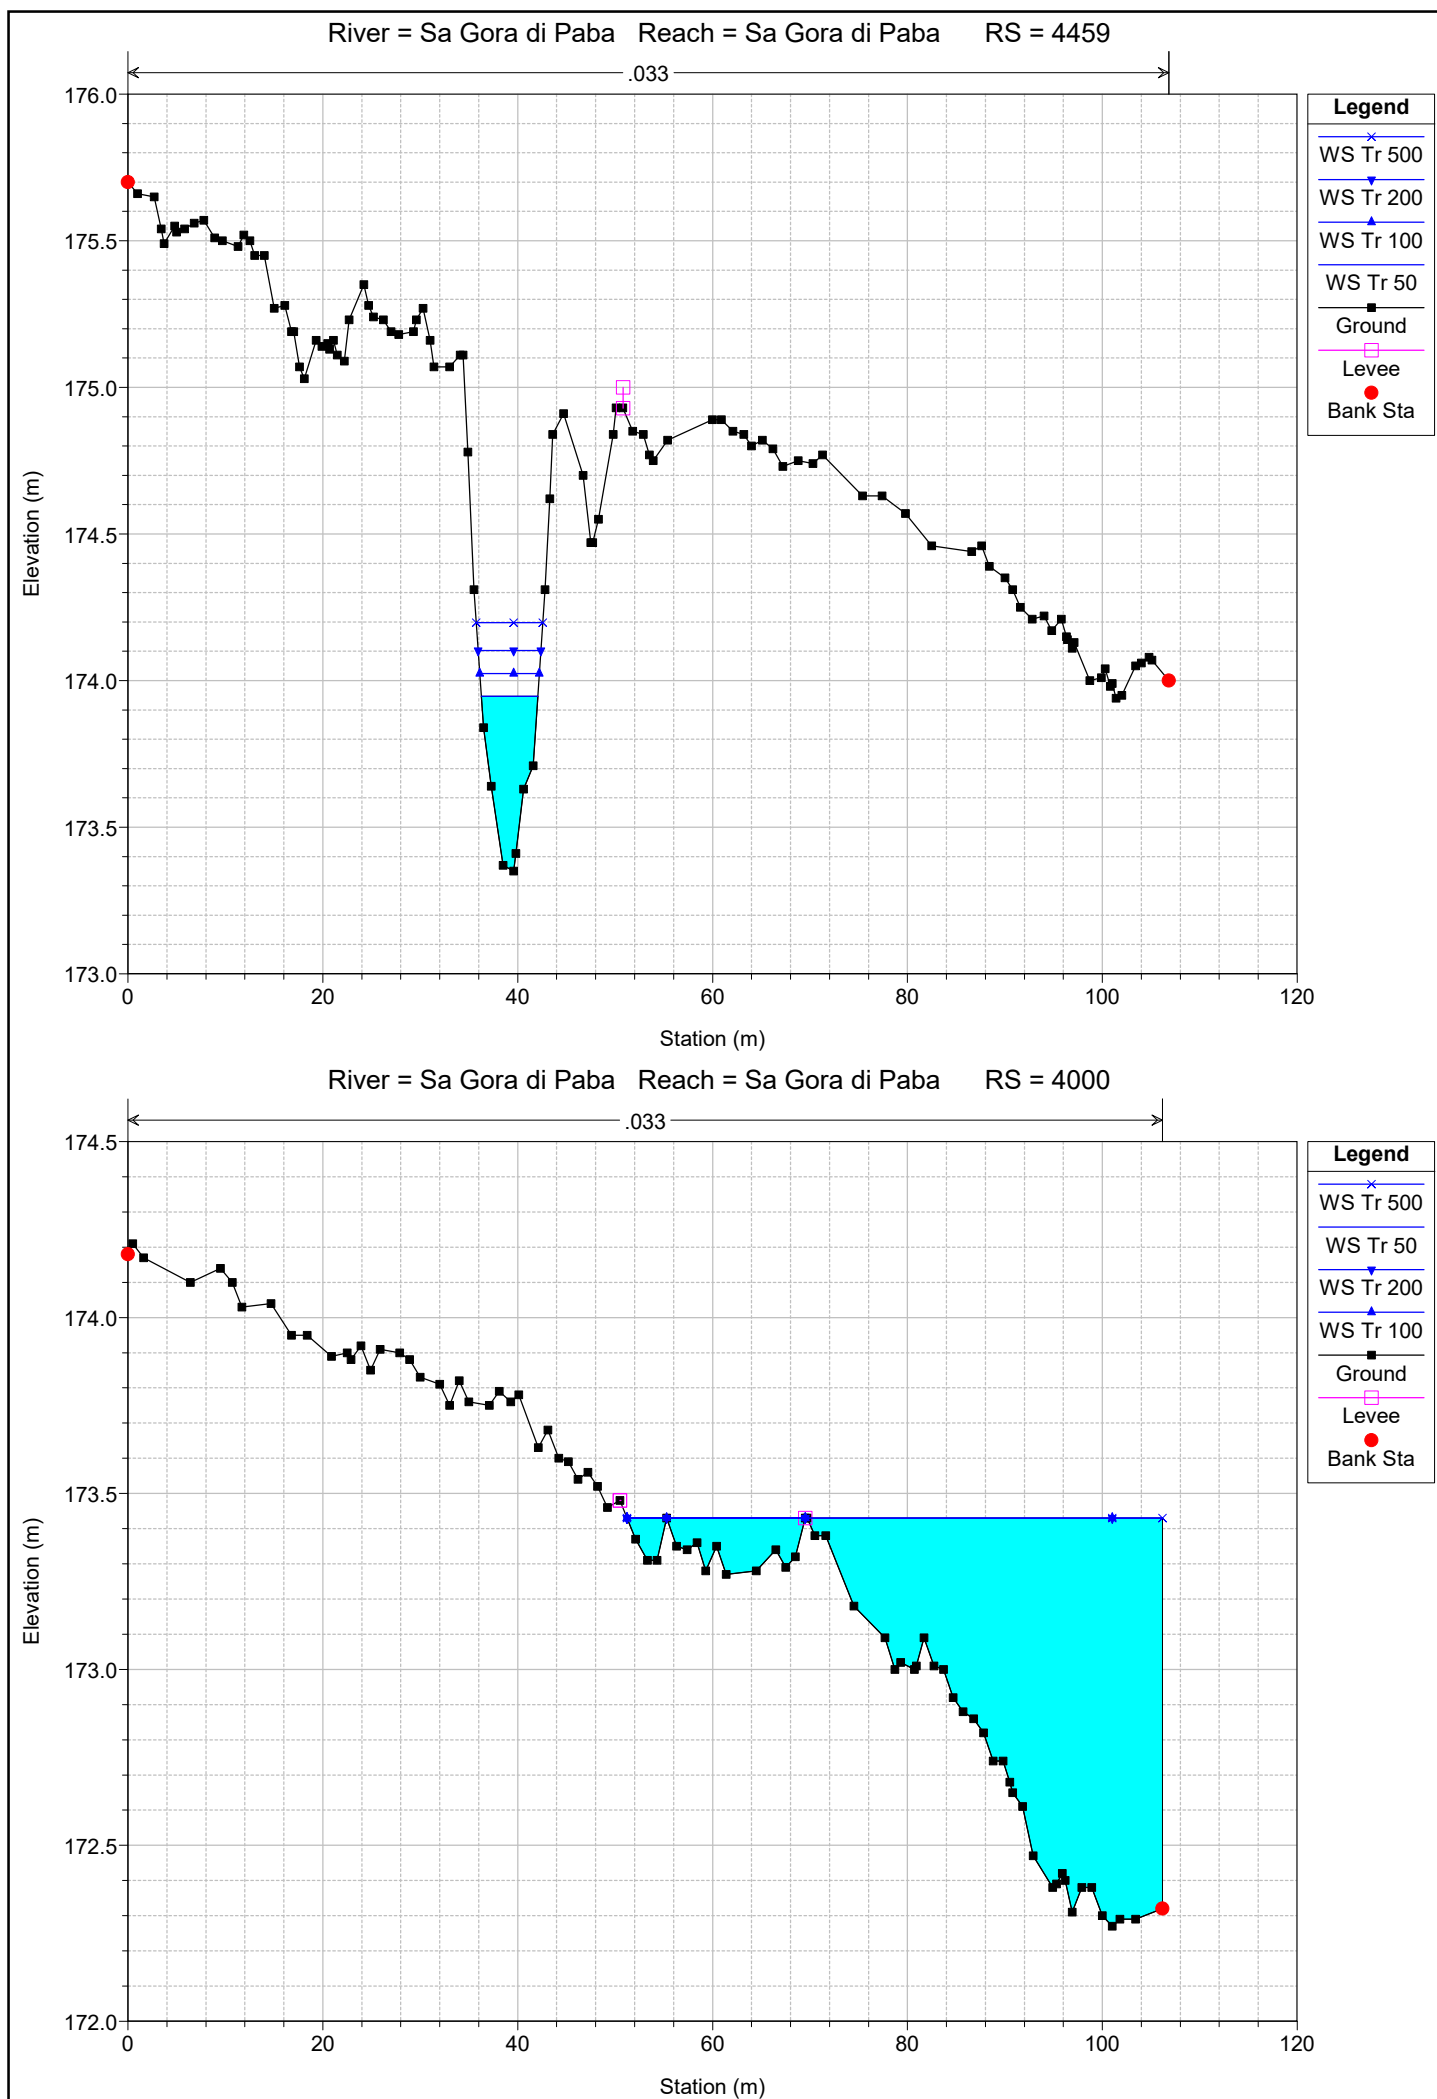 River = Sa Gora di Paba   Reach = Sa Gora di Paba      RS = 4459
.033
176.0
175.5
175.0
174.5
174.0
173.5
173.0
Elevation (m)
0 20 40 60 80 100 120
Station (m)
Legend
WS Tr 500
WS Tr 200
WS Tr 100
WS Tr 50
Ground
Levee
Bank Sta
River = Sa Gora di Paba   Reach = Sa Gora di Paba      RS = 4000
.033
174.5
174.0
173.5
173.0
172.5
172.0
Elevation (m)
0 20 40 60 80 100 120
Station (m)
Legend
WS Tr 500
WS Tr 50
WS Tr 200
WS Tr 100
Ground
Levee
Bank Sta